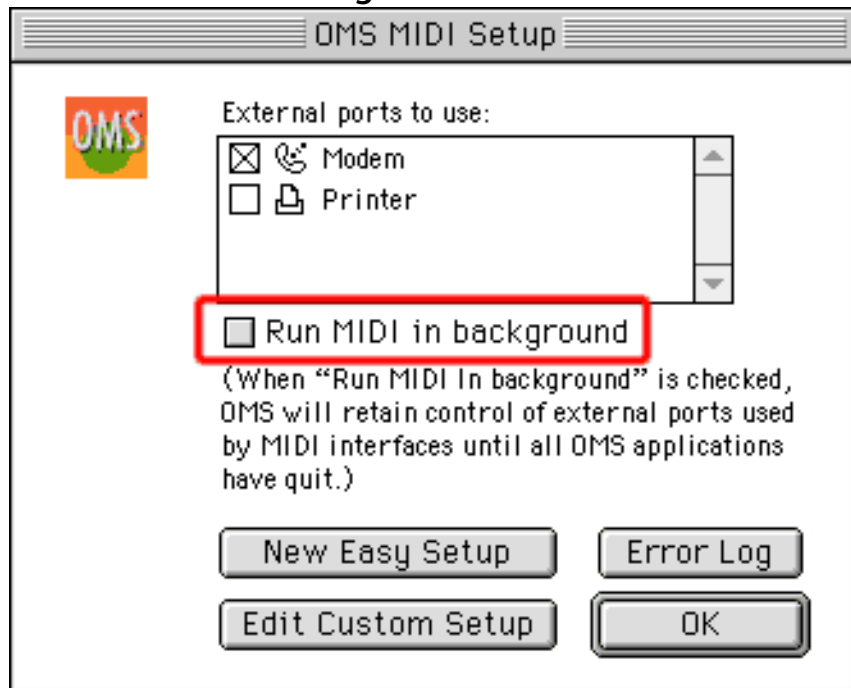 OMS MIDI Setup
OMS
External ports to use:
Modem
Printer
Run MIDI in background
(When “Run MIDI In background” is checked,
OMS will retain control of external ports used
by MIDI interfaces until all OMS applications
have quit.)
New Easy Setup
Error Log
Edit Custom Setup
OK